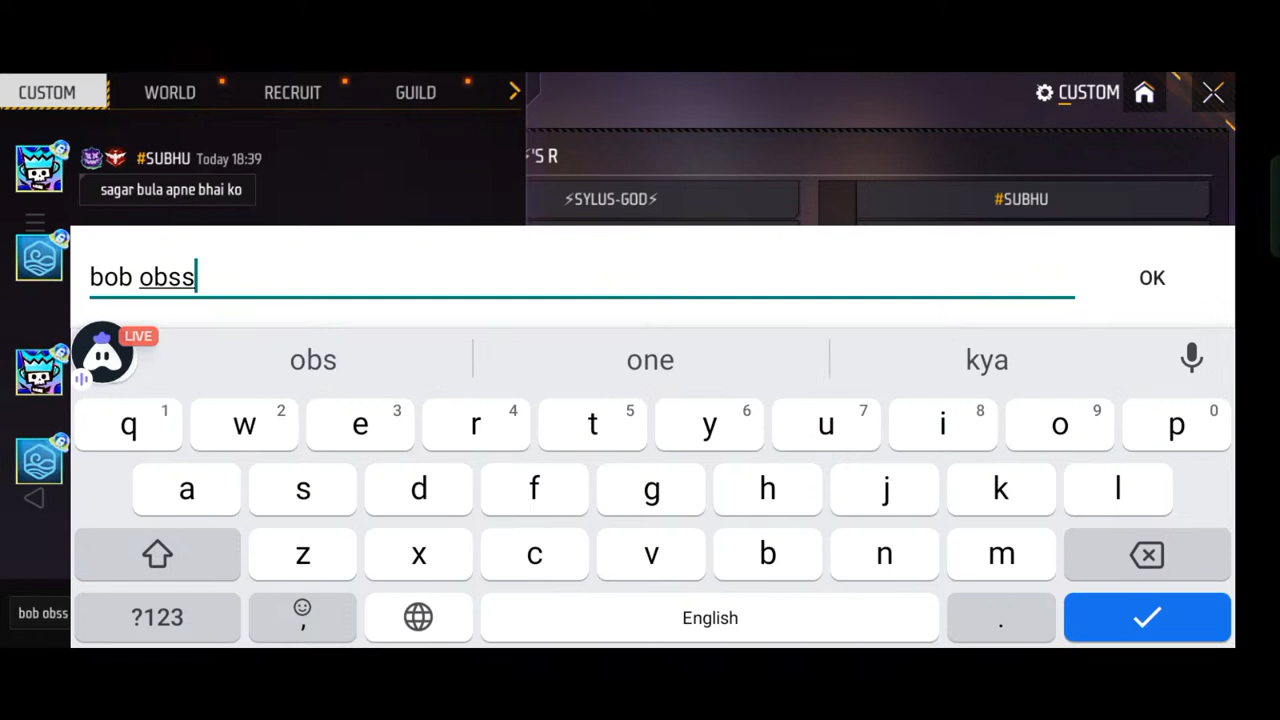 CUSTOM WORLD RECRUIT GUILD
CUSTOM
#SUBHU Today 18:39
'S R
sagar bula apne bhai ko
⚡SYLUS-GOD⚡ #SUBHU
bob obss
OK
LIVE
obs one kya
q 1 w 2 e 3 r 4 t 5 y 6 u 7 i 8 o 9 p 0
a s d f g h j k l
z x c v b n m
bob obss
?123 , English .